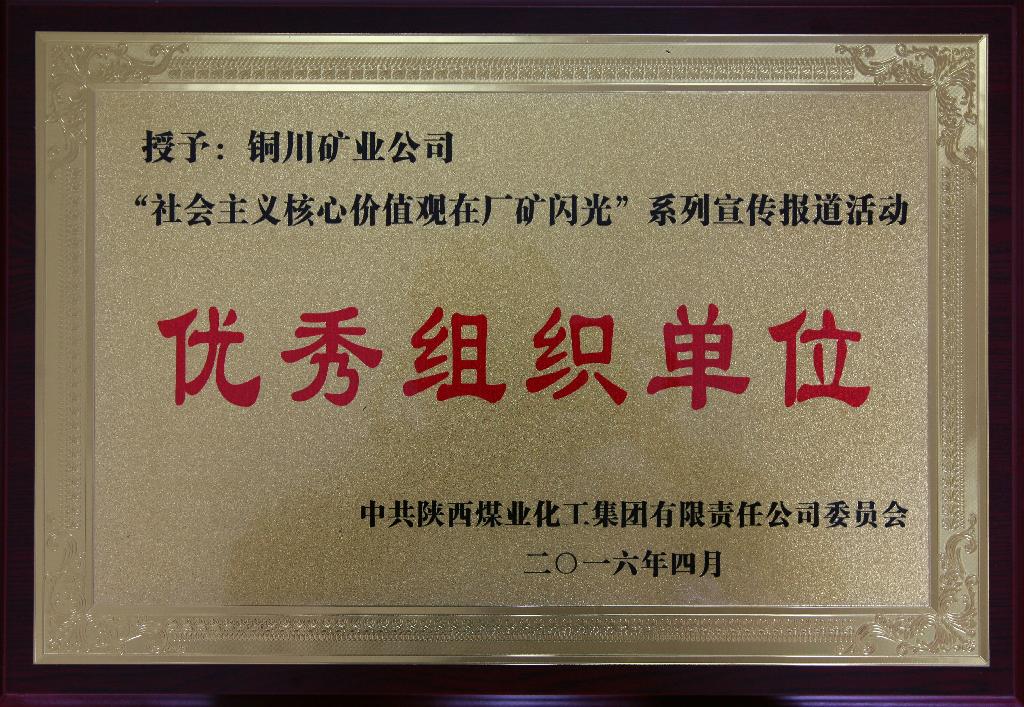 授予：铜川矿业公司
“社会主义核心价值观在厂矿闪光”系列宣传报道活动
优秀组织单位
中共陕西煤业化工集团有限责任公司委员会
二〇一六年四月